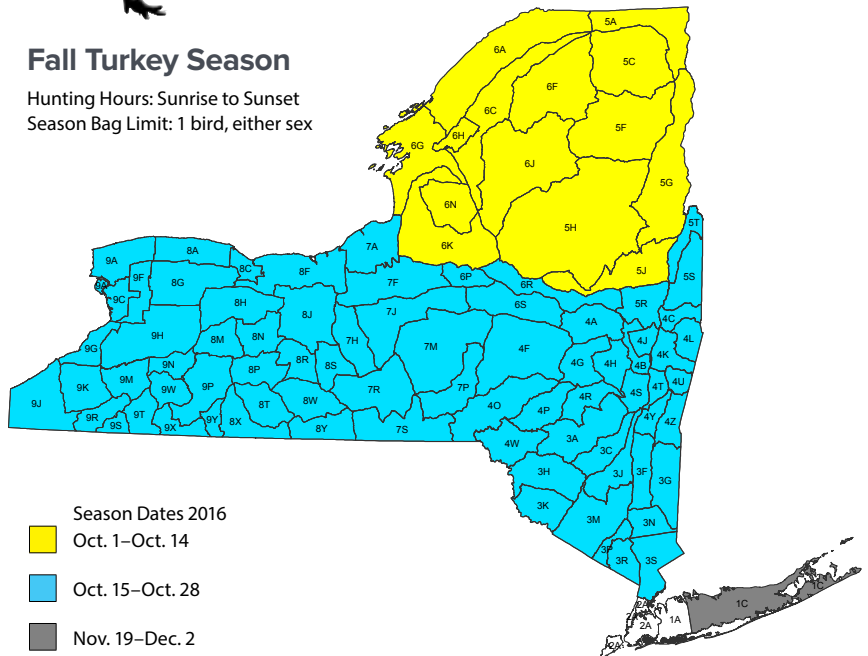 Fall Turkey Season
Hunting Hours: Sunrise to Sunset
Season Bag Limit: 1 bird, either sex
5A
6A
5C
6F
6C
5F
6H
6G
6J
5G
6N
5H
5T
6K
7A
9A
8A
5J
5S
8C
8F
9F
8G
7F
6P
6R
9A
9C
8H
6S
5R
8J
7J
4A
4C
9H
8M
8N
7H
7M
4F
4J
4L
9G
4K
8R
8S
4G
4H
4B
9N
8P
9K
9M
9W
9P
7R
7P
4S
4T
4U
9J
8T
8W
4O
4P
4R
9R
9S
9T
9X
9Y
8X
8Y
7S
4Y
4Z
4W
3A
3C
3H
3J
3F
3G
3K
3M
3N
3P
3R
3S
1C
1C
2A
2A
1A
2A
Season Dates 2016
Oct. 1–Oct. 14
Oct. 15–Oct. 28
Nov. 19–Dec. 2